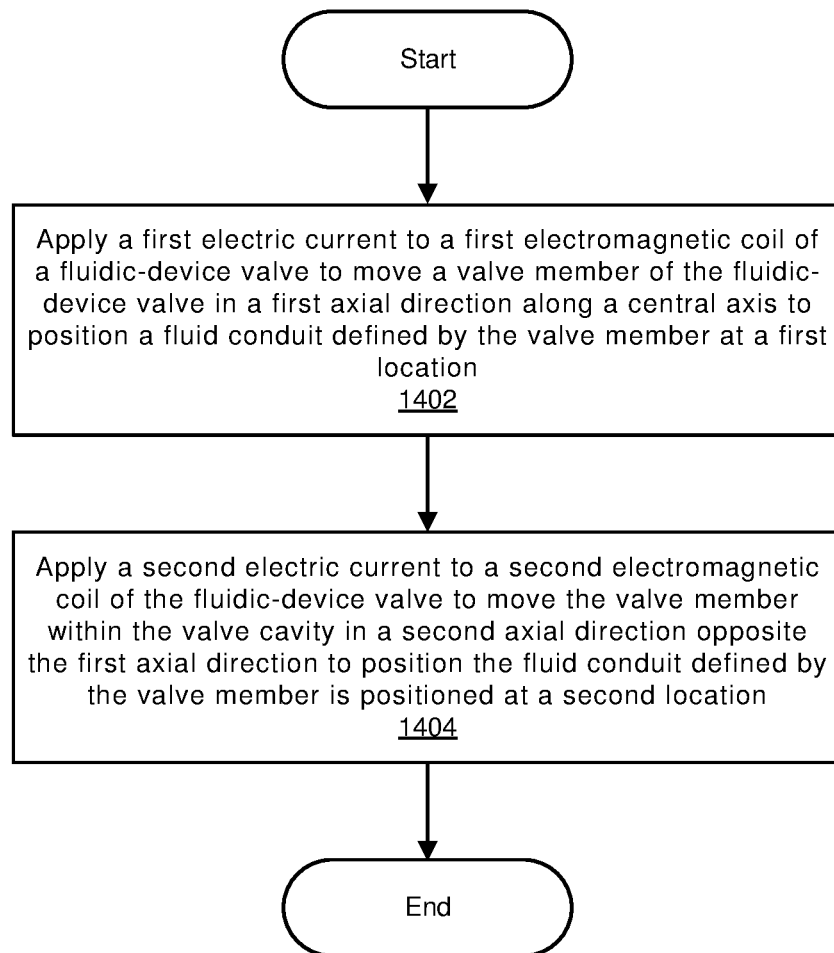 Start
Apply a first electric current to a first electromagnetic coil of
a fluidic-device valve to move a valve member of the fluidic-
device valve in a first axial direction along a central axis to
position a fluid conduit defined by the valve member at a first
location
1402
Apply a second electric current to a second electromagnetic
coil of the fluidic-device valve to move the valve member
within the valve cavity in a second axial direction opposite
the first axial direction to position the fluid conduit defined by
the valve member is positioned at a second location
1404
End